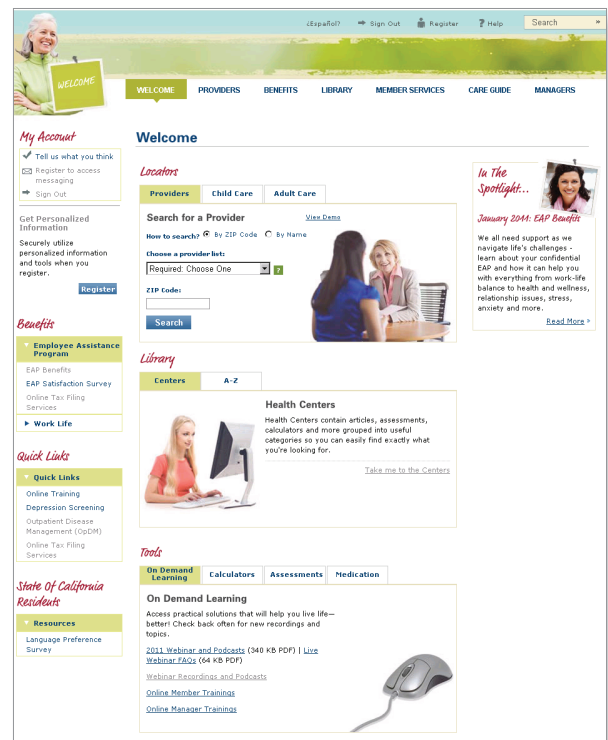 ¿Español?
Sign Out
Register
? Help
Search »
WELCOME
WELCOME
PROVIDERS
BENEFITS
LIBRARY
MEMBER SERVICES
CARE GUIDE
MANAGERS
My Account
Tell us what you think
Register to access
messaging
Sign Out
Get Personalized
Information
Securely utilize
personalized information
and tools when you
register.
Register
Benefits
Employee Assistance
Program
EAP Benefits
EAP Satisfaction Survey
Online Tax Filing
Services
Work Life
Quick Links
Quick Links
Online Training
Depression Screening
Outpatient Disease
Management (OpDM)
Online Tax Filing
Services
State Of California
Residents
Resources
Language Preference
Survey
Welcome
Locators
Providers
Child Care
Adult Care
Search for a Provider
View Demo
How to search? By ZIP Code By Name
Choose a provider list:
Required: Choose One
?
ZIP Code:
Search
Library
Centers
A-Z
Health Centers
Health Centers contain articles, assessments,
calculators and more grouped into useful
categories so you can easily find exactly what
you're looking for.
Take me to the Centers
Tools
On Demand
Learning
Calculators
Assessments
Medication
On Demand Learning
Access practical solutions that will help you live life—
better! Check back often for new recordings and
topics.
2011 Webinar and Podcasts (340 KB PDF) | Live
Webinar FAQs (64 KB PDF)
Webinar Recordings and Podcasts
Online Member Trainings
Online Manager Trainings
In The
Spotlight...
January 2011: EAP Benefits
We all need support as we
navigate life's challenges -
learn about your confidential
EAP and how it can help you
with everything from work-life
balance to health and wellness,
relationship issues, stress,
anxiety and more.
Read More »